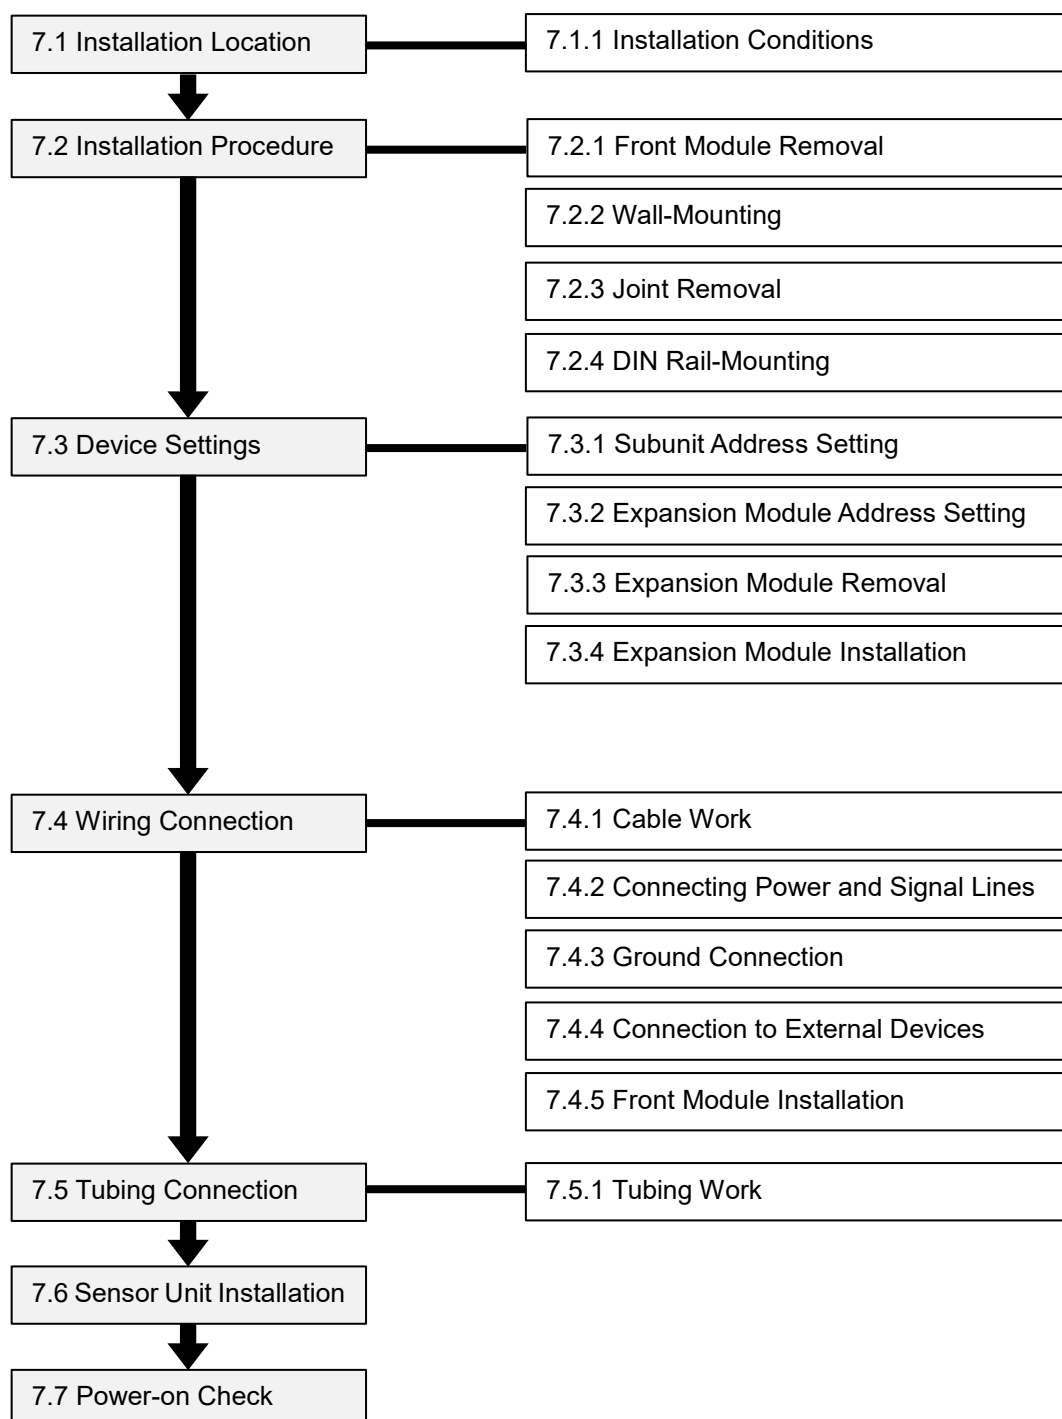 7.1 Installation Location
7.1.1 Installation Conditions
7.2 Installation Procedure
7.2.1 Front Module Removal
7.2.2 Wall-Mounting
7.2.3 Joint Removal
7.2.4 DIN Rail-Mounting
7.3 Device Settings
7.3.1 Subunit Address Setting
7.3.2 Expansion Module Address Setting
7.3.3 Expansion Module Removal
7.3.4 Expansion Module Installation
7.4 Wiring Connection
7.4.1 Cable Work
7.4.2 Connecting Power and Signal Lines
7.4.3 Ground Connection
7.4.4 Connection to External Devices
7.4.5 Front Module Installation
7.5 Tubing Connection
7.5.1 Tubing Work
7.6 Sensor Unit Installation
7.7 Power-on Check